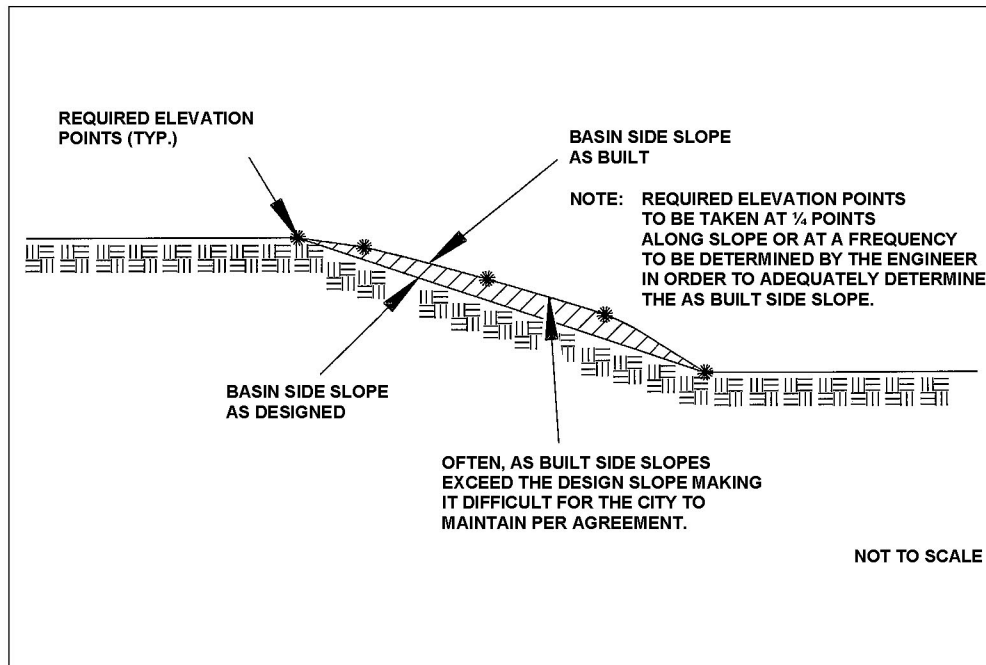 REQUIRED ELEVATION
POINTS (TYP.)
BASIN SIDE SLOPE
AS BUILT
NOTE: REQUIRED ELEVATION POINTS
TO BE TAKEN AT ¼ POINTS
ALONG SLOPE OR AT A FREQUENCY
TO BE DETERMINED BY THE ENGINEER
IN ORDER TO ADEQUATELY DETERMINE
THE AS BUILT SIDE SLOPE.
BASIN SIDE SLOPE
AS DESIGNED
OFTEN, AS BUILT SIDE SLOPES
EXCEED THE DESIGN SLOPE MAKING
IT DIFFICULT FOR THE CITY TO
MAINTAIN PER AGREEMENT.
NOT TO SCALE